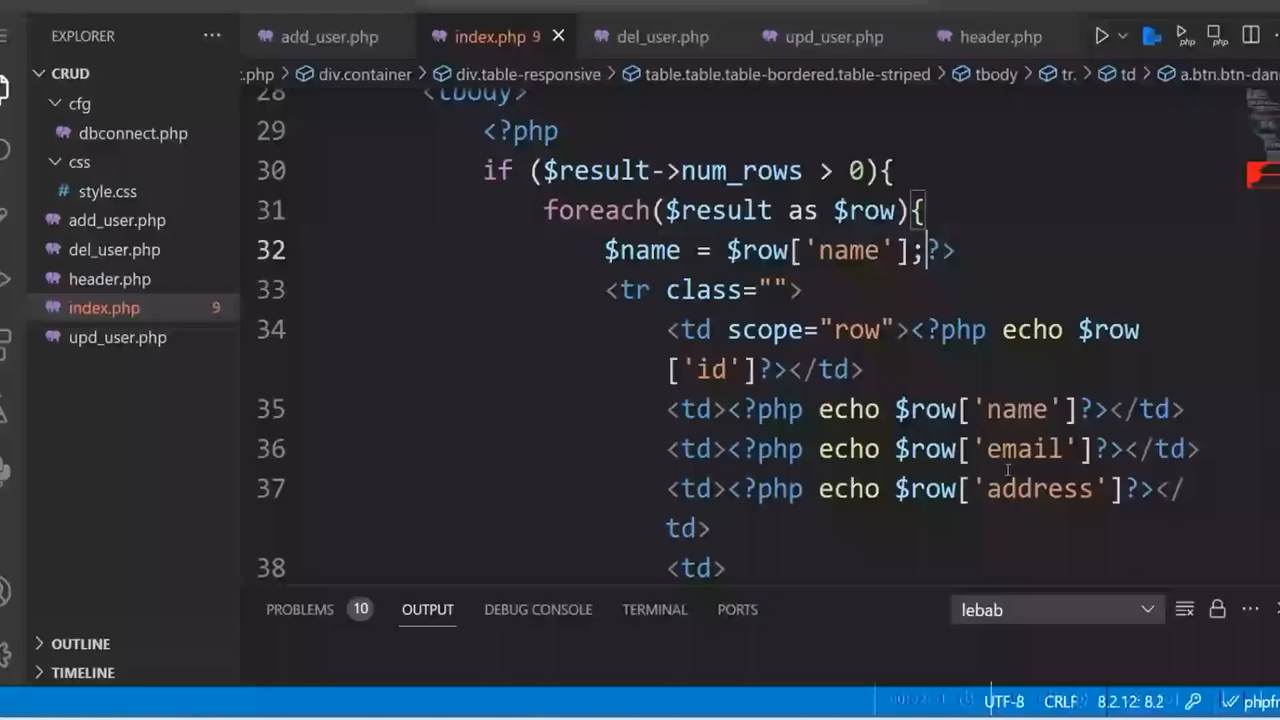 EXPLORER
add_user.php
index.php 9
del_user.php
upd_user.php
header.php
CRUD
.php > div.container > div.table-responsive > table.table.table-bordered.table-striped > tbody > tr. > td > a.btn.btn-dan
cfg
dbconnect.php
css
style.css
add_user.php
del_user.php
header.php
index.php 9
upd_user.php
28 <tbody>
29 <?php
30 if ($result->num_rows > 0){
31 foreach($result as $row){
32 $name = $row['name'];?>
33 <tr class="">
34 <td scope="row"><?php echo $row
['id']?></td>
35 <td><?php echo $row['name']?></td>
36 <td><?php echo $row['email']?></td>
37 <td><?php echo $row['address']?></
td>
38 <td>
PROBLEMS 10 OUTPUT DEBUG CONSOLE TERMINAL PORTS lebab
OUTLINE
TIMELINE
UTF-8 CRLF 8.2.12: 8.2 phpfm